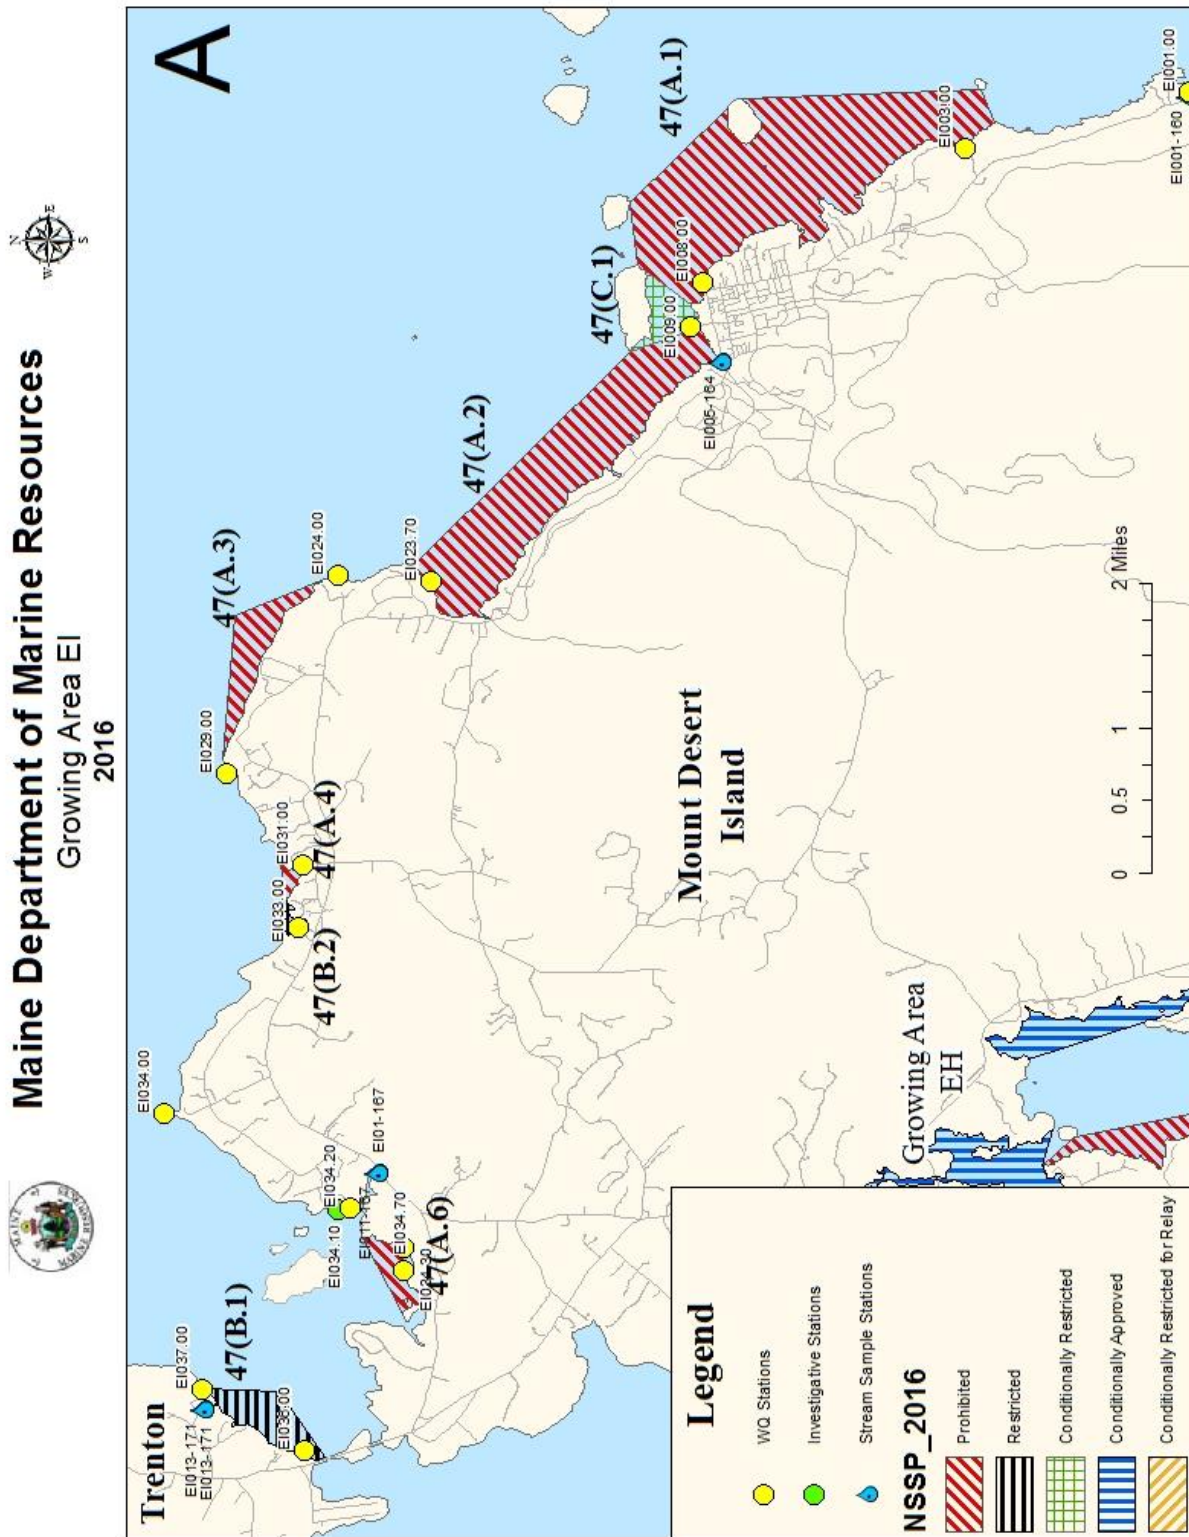 Maine Department of Marine Resources
Growing Area EI
2016
A
N
W
E
S
Trenton
47(B.1)
EI037.00
EI013-171
EI013-171
EI034.00
EI034.10
EI034.20
EI01-167
EI034.70
47(A.6)
EI033.00
47(B.2)
EI031.00
47(A.4)
EI029.00
47(A.3)
EI024.00
EI023.70
47(A.2)
47(C.1)
EI009.00
EI008.00
EI005-164
47(A.1)
EI003.00
EI001.00
EI001-160
Mount Desert
Island
Growing Area
EH
0
0.5
1
2 Miles
Legend
WQ Stations
Investigative Stations
Stream Sample Stations
NSSP_2016
Prohibited
Restricted
Conditionally Restricted
Conditionally Approved
Conditionally Restricted for Relay